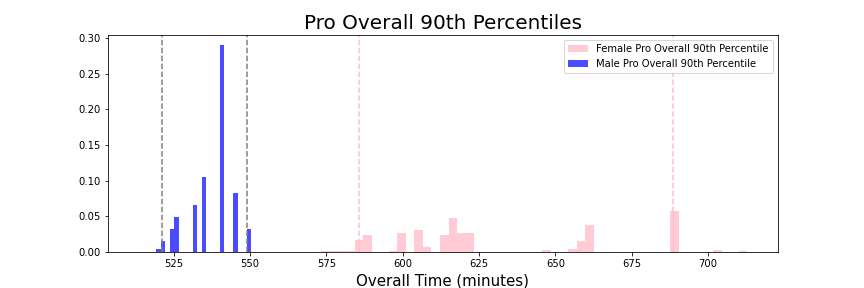 Pro Overall 90th Percentiles
Female Pro Overall 90th Percentile
Male Pro Overall 90th Percentile
0.30
0.25
0.20
0.15
0.10
0.05
0.00
525 550 575 600 625 650 675 700
Overall Time (minutes)